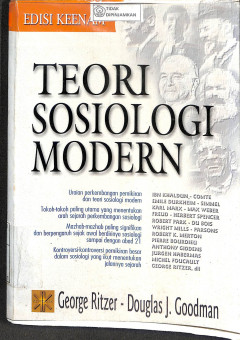 EDISI KEENAM
TIDAK
DIPINJAMKAN
TEORI
SOSIOLOGI
MODERN
Uraian perkembangan pemikiran
dan teori sosiologi modern
Tokoh-tokoh paling utama yang menentukan
arah sejarah perkembangan sosiologi
Mazhab-mazhab paling signifikan
dan berpengaruh sejak awal berdirinya sosiologi
sampai dengan abad 21
Kontroversi-kontroversi pemikiran besar
dalam sosiologi yang ikut menentukan
jalannya sejarah
IBN KHALDUN - COMTE
EMILE DURKHEIM - SIMMEL
KARL MARX - MAX WEBER
FREUD - HERBERT SPENCER
ROBERT PARK - DU BOIS
WRIGHT MILLS - PARSONS
ROBERT K. MERTON
PIERRE BOURDIEU
ANTHONY GIDDENS
JURGEN HABERMAS
MICHEL FOUCAULT
GEORGE RITZER, dll
George Ritzer - Douglas J. Goodman